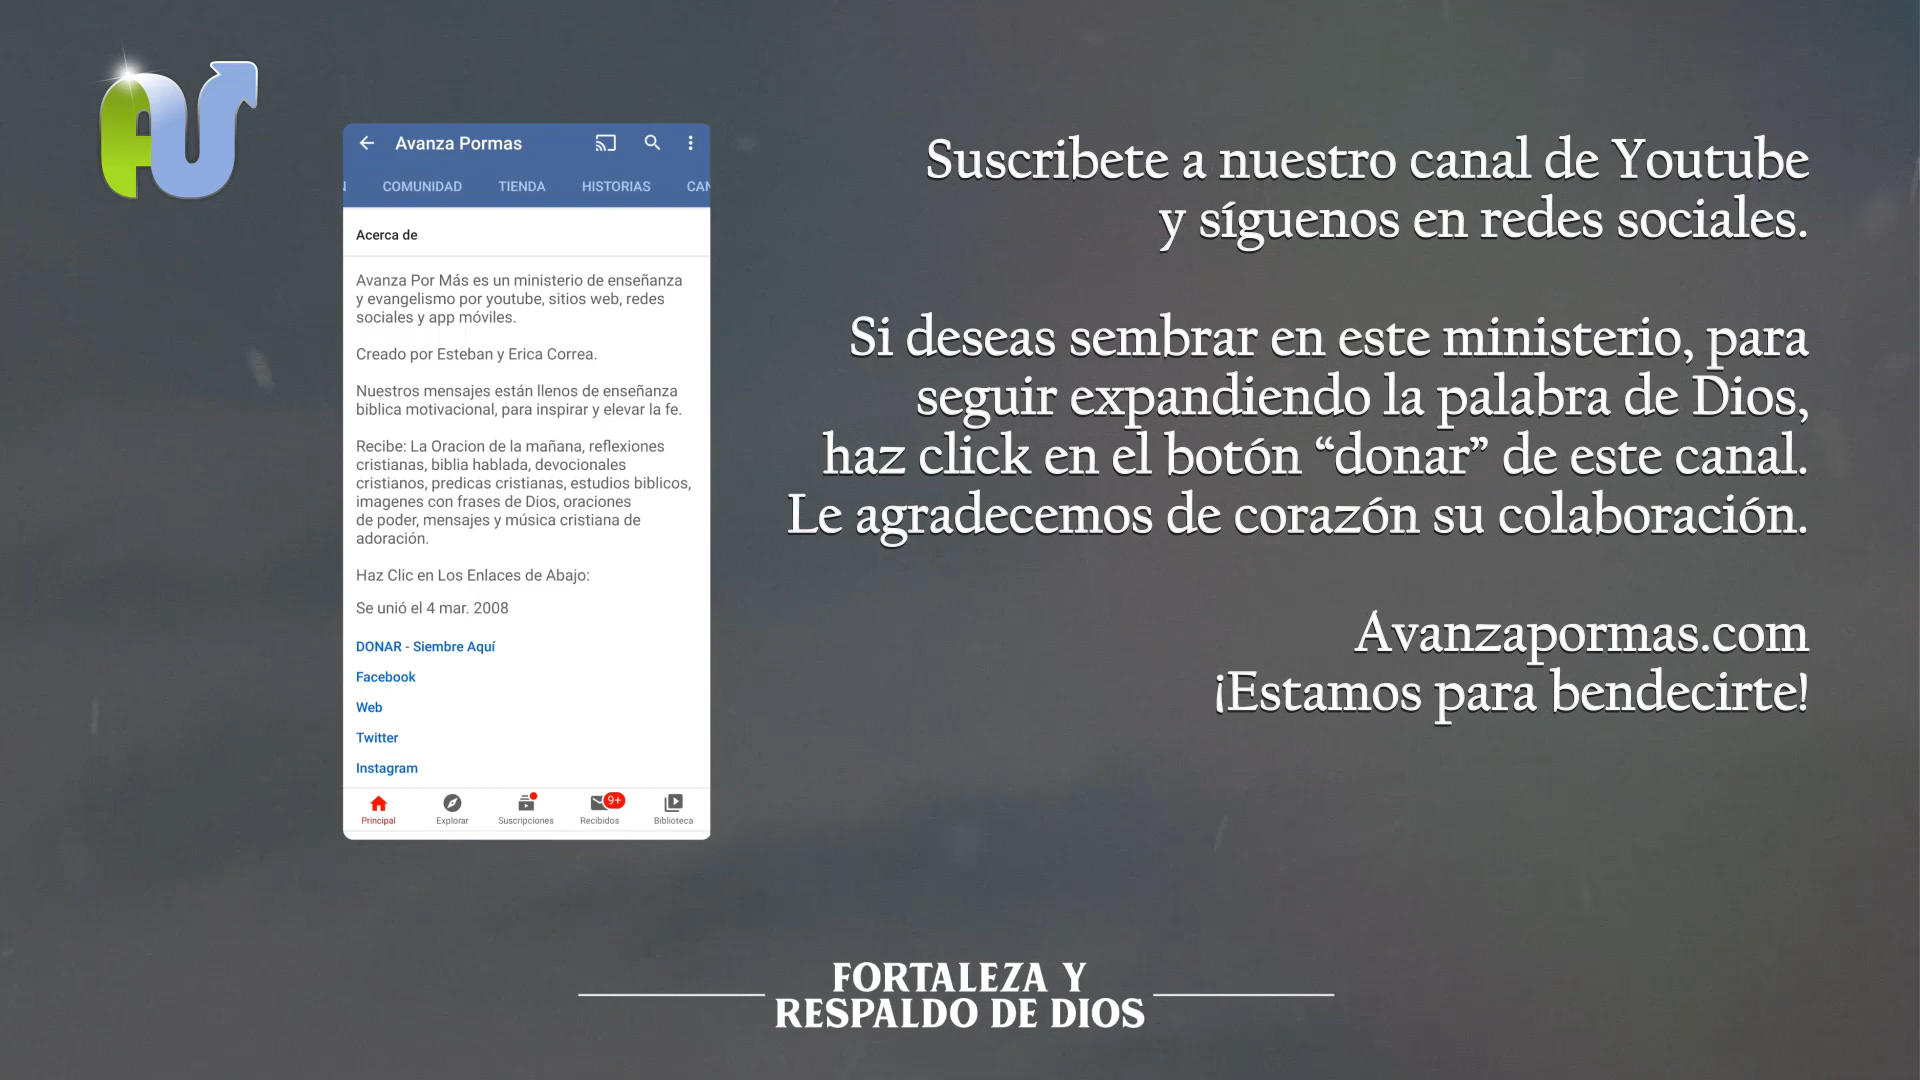 Avanza Pormas
COMUNIDAD TIENDA HISTORIAS CAN
Acerca de
Avanza Por Más es un ministerio de enseñanza
y evangelismo por youtube, sitios web, redes
sociales y app móviles.
Creado por Esteban y Erica Correa.
Nuestros mensajes están llenos de enseñanza
biblica motivacional, para inspirar y elevar la fe.
Recibe: La Oracion de la mañana, reflexiones
cristianas, biblia hablada, devocionales
cristianos, predicas cristianas, estudios biblicos,
imagenes con frases de Dios, oraciones
de poder, mensajes y música cristiana de
adoración.
Haz Clic en Los Enlaces de Abajo:
Se unió el 4 mar. 2008
DONAR - Siembre Aquí
Facebook
Web
Twitter
Instagram
9+
Principal Explorar Suscripciones Recibidos Biblioteca
Suscribete a nuestro canal de Youtube
y síguenos en redes sociales.
Si deseas sembrar en este ministerio, para
seguir expandiendo la palabra de Dios,
haz click en el botón “donar” de este canal.
Le agradecemos de corazón su colaboración.
Avanzapormas.com
¡Estamos para bendecirte!
FORTALEZA Y
RESPALDO DE DIOS